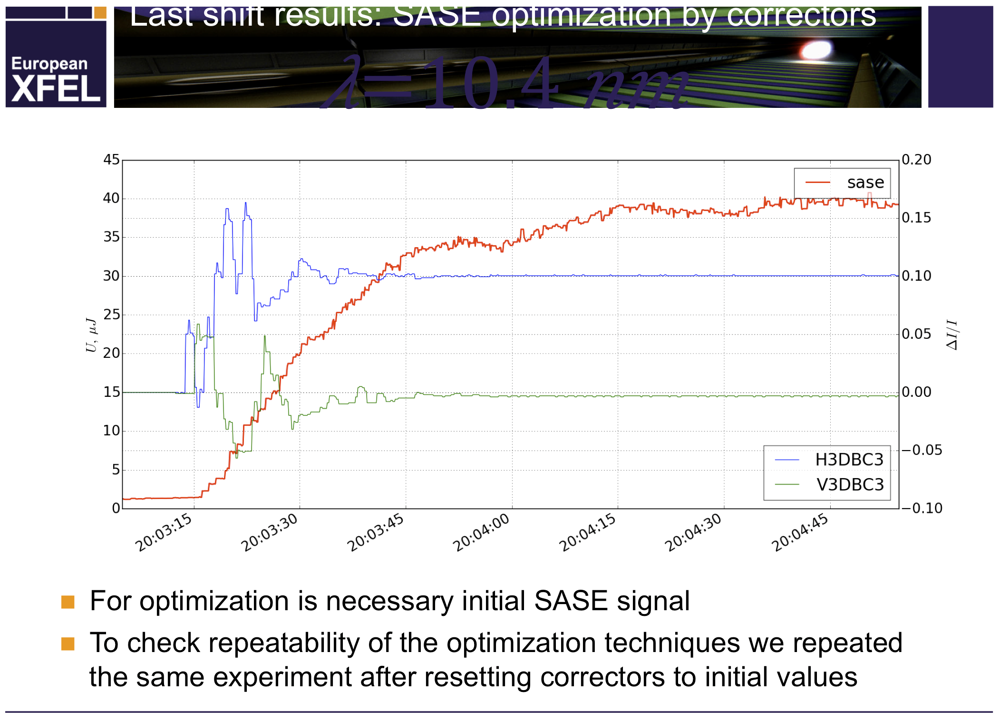 Last shift results: SASE optimization by correctors
European
XFEL
λ=10.4 nm
45
40
35
30
25
20
15
10
5
0
U, μJ
0.20
0.15
0.10
0.05
0.00
−0.05
−0.10
ΔI/I
sase
H3DBC3
V3DBC3
20:03:15
20:03:30
20:03:45
20:04:00
20:04:15
20:04:30
20:04:45
For optimization is necessary initial SASE signal
To check repeatability of the optimization techniques we repeated
the same experiment after resetting correctors to initial values